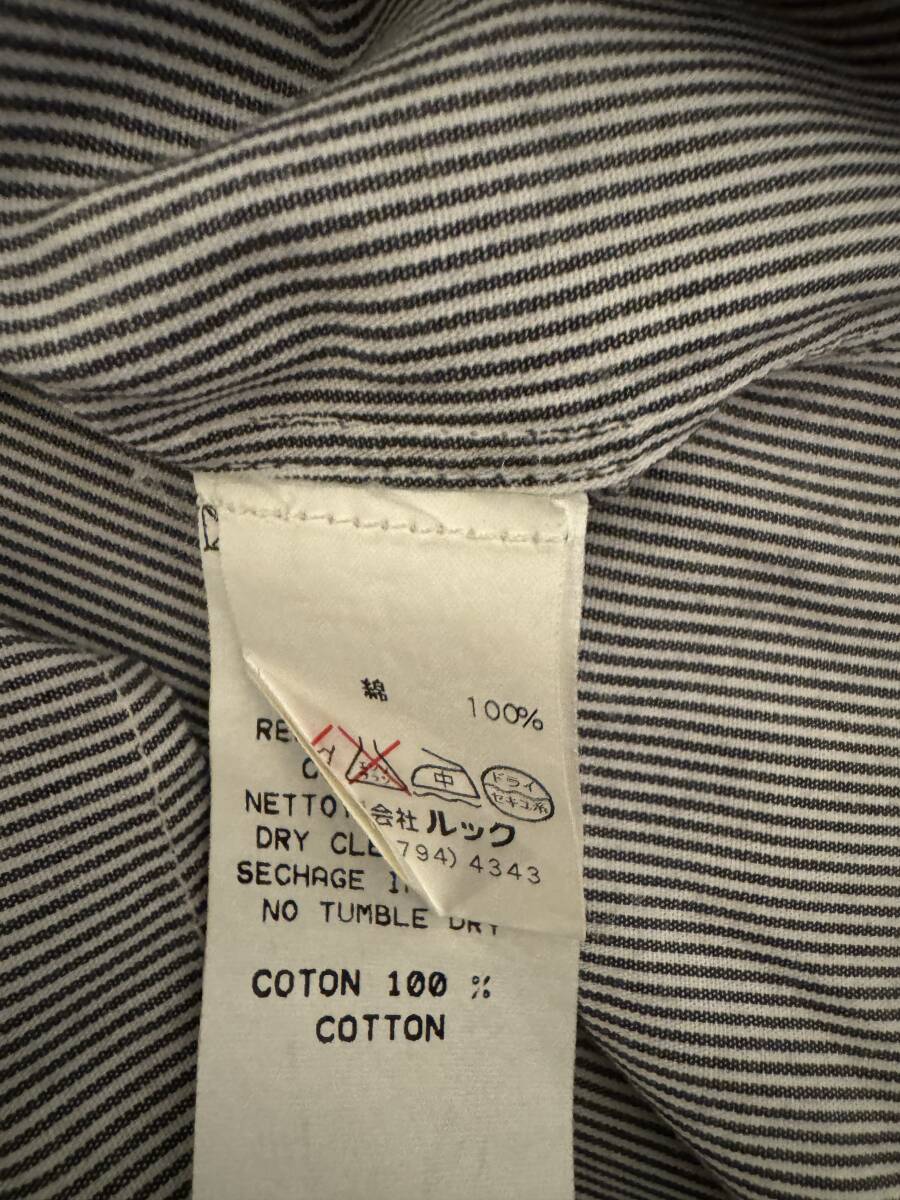 綿 100%
中 ドライ
セキユ系
会社 ルック
794) 4343
NETTO
DRY CLE
SECHAGE
NO TUMBLE DRY
COTON 100 %
COTTON